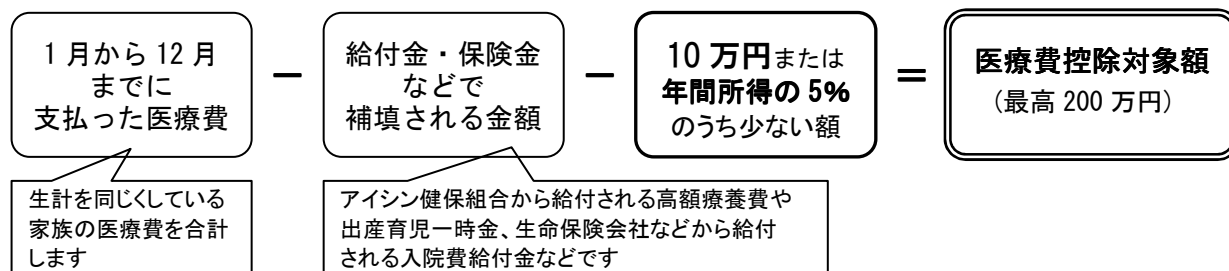 1月から12月
までに
支払った医療費
－
給付金・保険金
などで
補填される金額
－
10万円または
年間所得の5%
のうち少ない額
＝
医療費控除対象額
（最高200万円）
生計を同じくしている
家族の医療費を合計
します
アイシン健保組合から給付される高額療養費や
出産育児一時金、生命保険会社などから給付
される入院費給付金などです